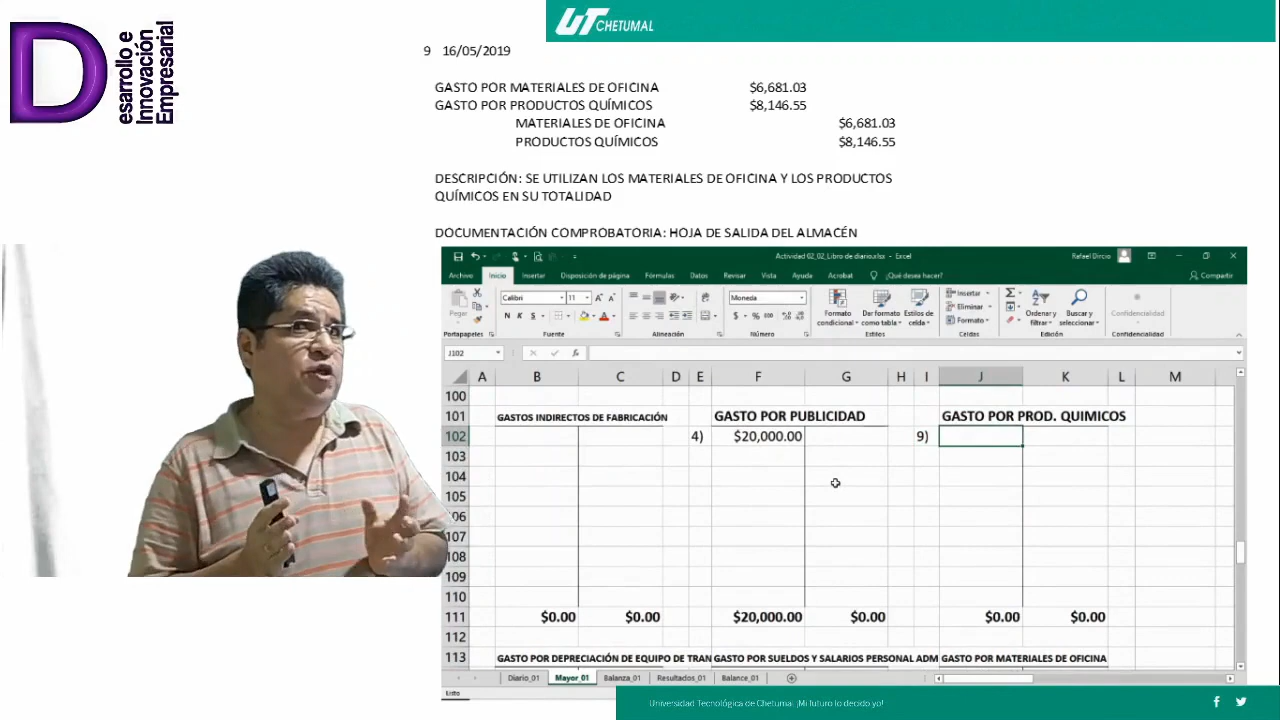 D
esarrollo e
Innovación
Empresarial
UT
CHETUMAL
9 16/05/2019
GASTO POR MATERIALES DE OFICINA $6,681.03
GASTO POR PRODUCTOS QUÍMICOS $8,146.55
MATERIALES DE OFICINA $6,681.03
PRODUCTOS QUÍMICOS $8,146.55
DESCRIPCIÓN: SE UTILIZAN LOS MATERIALES DE OFICINA Y LOS PRODUCTOS
QUÍMICOS EN SU TOTALIDAD
DOCUMENTACIÓN COMPROBATORIA: HOJA DE SALIDA DEL ALMACÉN
Actividad 02_02_Libro de diario.xlsx - Excel Rafael Dircio
Archivo Inicio Insertar Disposición de página Fórmulas Datos Revisar Vista Ayuda Acrobat ¿Qué desea hacer? Compartir
Pegar Calibri 11 Moneda Formato condicional Dar formato como tabla Estilos de celda Insertar Eliminar Formato Ordenar y filtrar Buscar y seleccionar Confidencialidad
N K S $ % 000
Portapapeles Fuente Alineación Número Estilos Celdas Edición Confidencialidad
J102 fx
A B C D E F G H I J K L M
100
101 GASTOS INDIRECTOS DE FABRICACIÓN GASTO POR PUBLICIDAD GASTO POR PROD. QUIMICOS
102 4) $20,000.00 9)
103
104
105
106
107
108
109
110
111 $0.00 $0.00 $20,000.00 $0.00 $0.00 $0.00
112
113 GASTO POR DEPRECIACIÓN DE EQUIPO DE TRAN GASTO POR SUELDOS Y SALARIOS PERSONAL ADM GASTO POR MATERIALES DE OFICINA
Diario_01 Mayor_01 Balanza_01 Resultados_01 Balance_01
Listo
Universidad Tecnológica de Chetumal ¡Mi futuro lo decido yo!